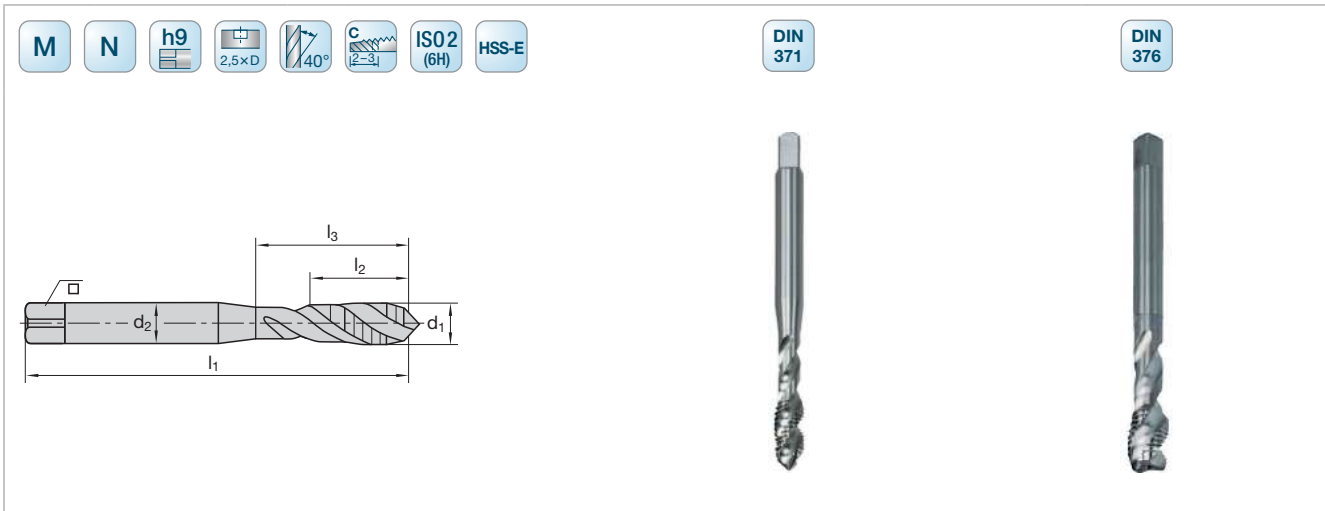 M
N
h9
2,5×D
40°
C
2–3
ISO 2
(6H)
HSS-E
DIN
371
DIN
376
l3
l2
d2
d1
l1